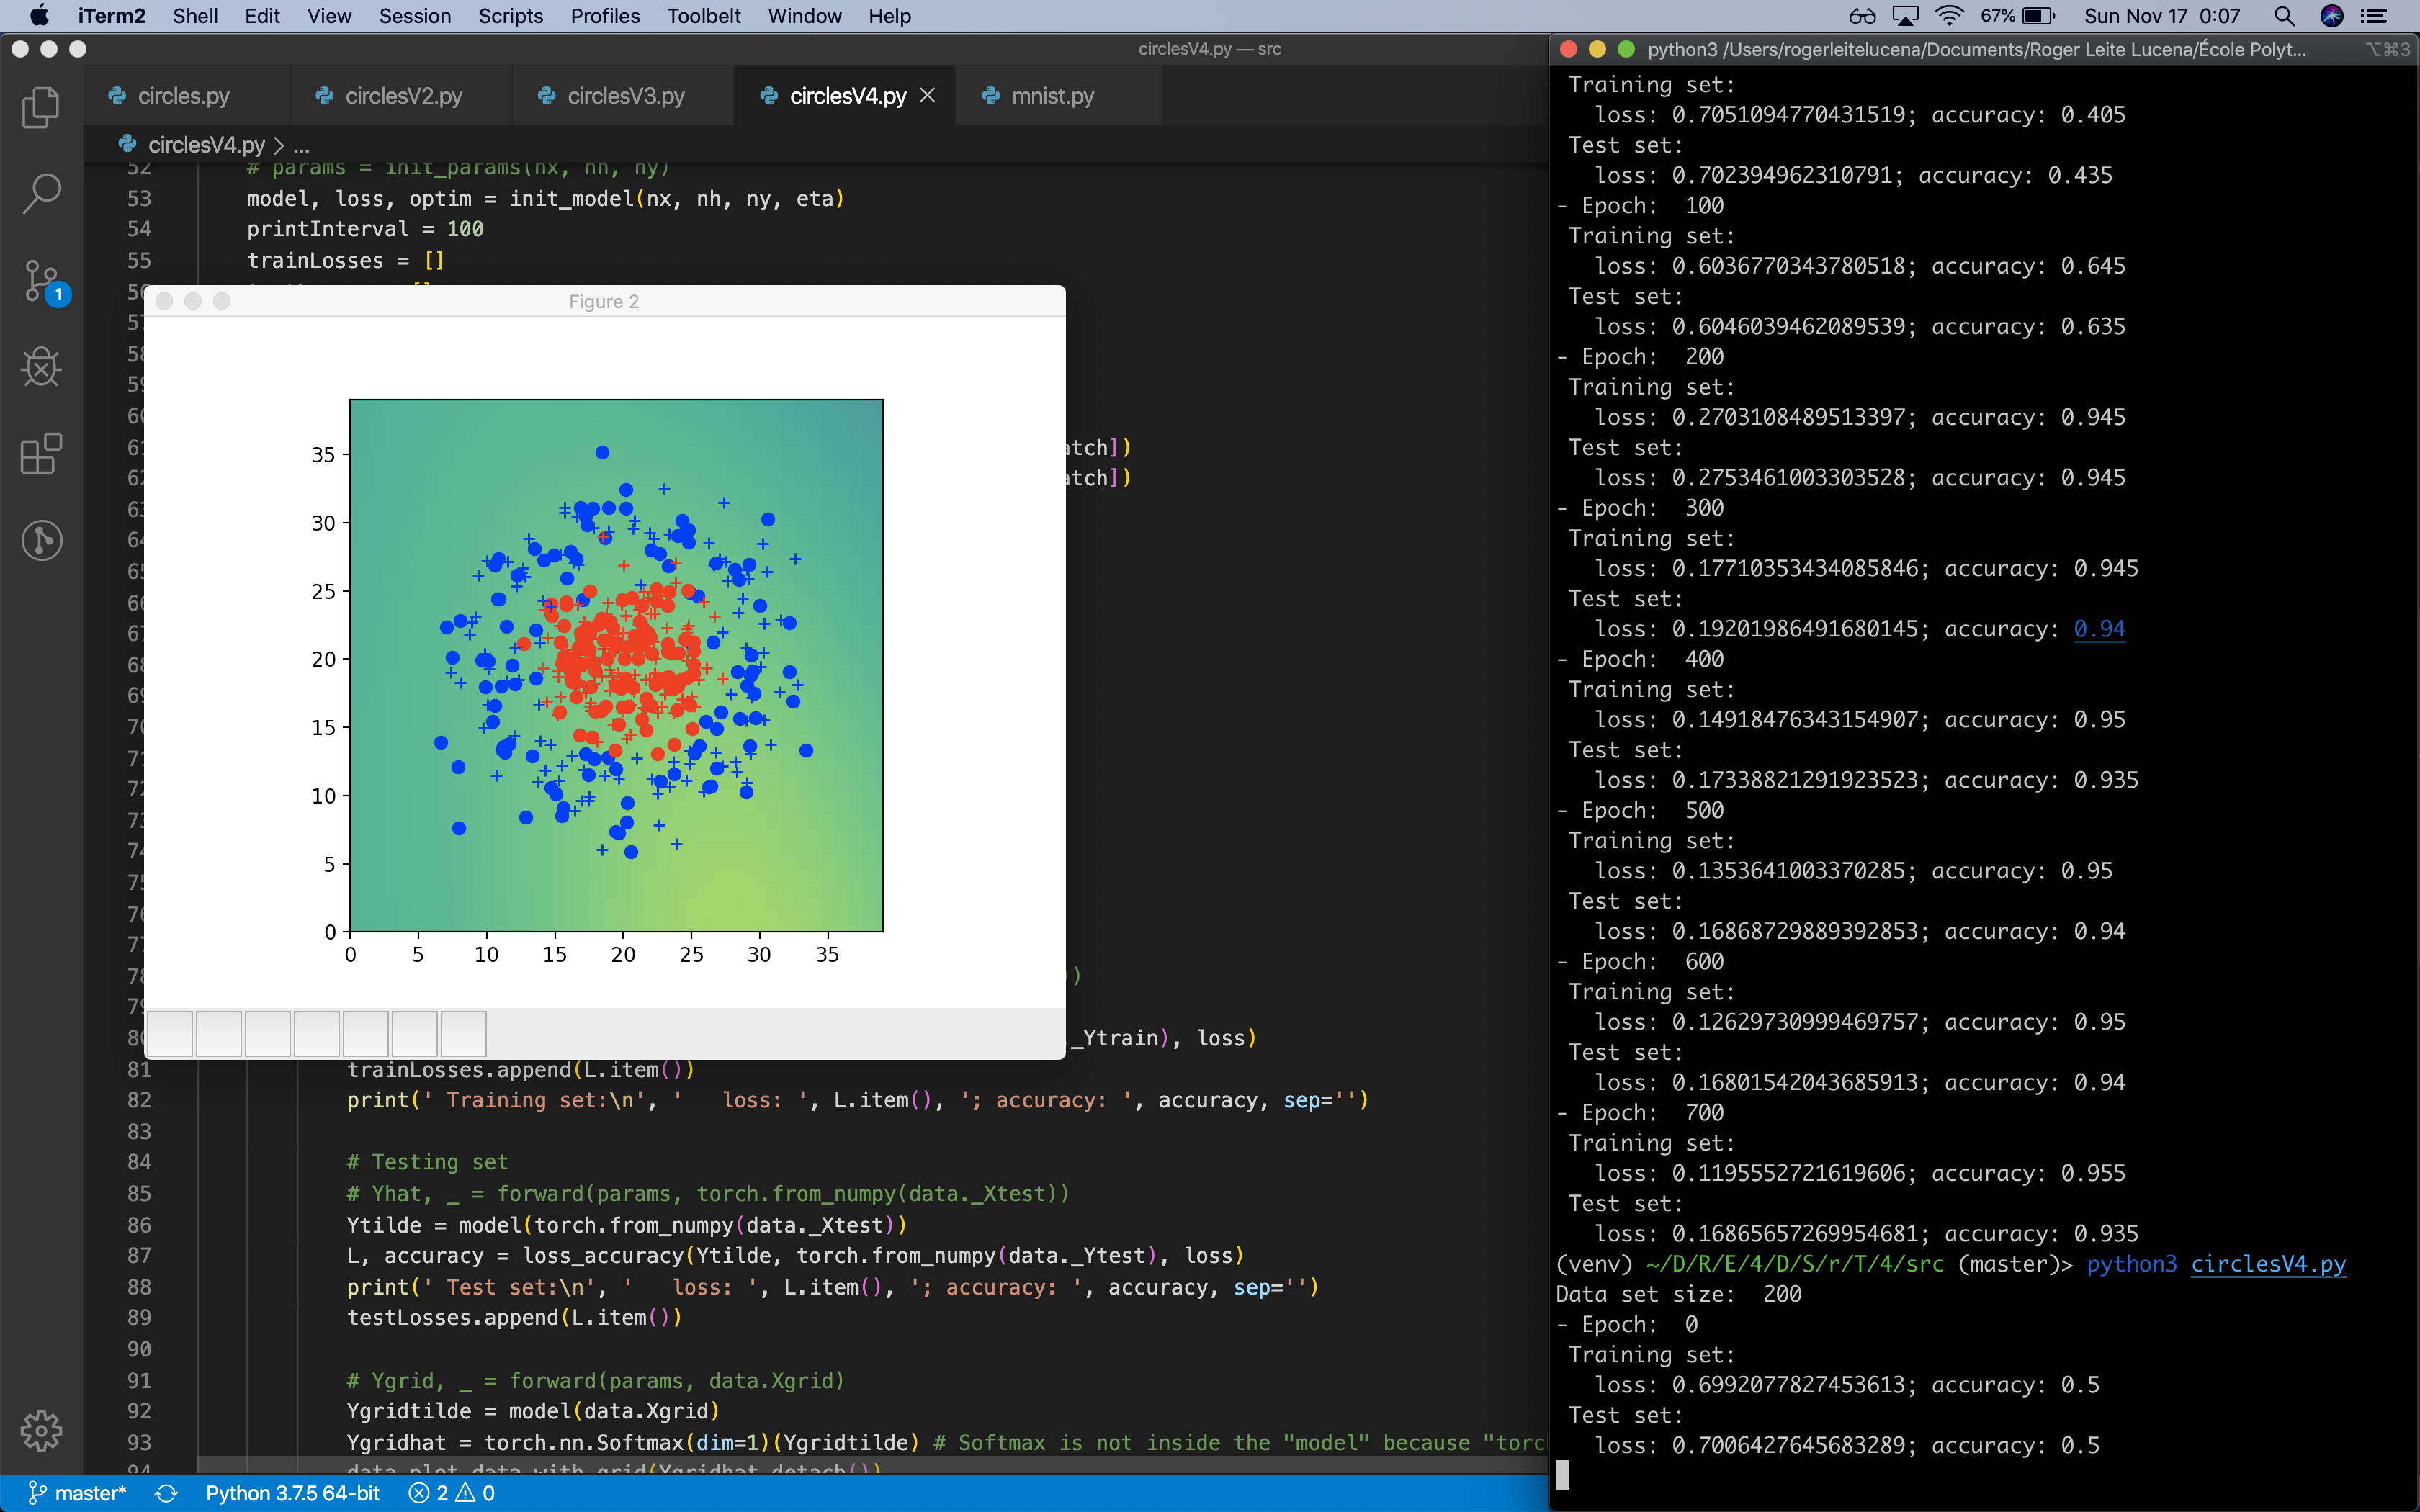 iTerm2 Shell Edit View Session Scripts Profiles Toolbelt Window Help 67% Sun Nov 17 0:07
circlesV4.py — src
circles.py circlesV2.py circlesV3.py circlesV4.py mnist.py
circlesV4.py > ...
52 # params = init_params(nx, nh, ny)
53 model, loss, optim = init_model(nx, nh, ny, eta)
54 printInterval = 100
55 trainLosses = []
1
Figure 2
atch])
atch])
35
30
25
20
15
10
5
0
0 5 10 15 20 25 30 35
)
_Ytrain), loss)
81 trainLosses.append(L.item())
82 print(' Training set:\n', '   loss: ', L.item(), '; accuracy: ', accuracy, sep='')
83
84 # Testing set
85 # Yhat, _ = forward(params, torch.from_numpy(data._Xtest))
86 Ytilde = model(torch.from_numpy(data._Xtest))
87 L, accuracy = loss_accuracy(Ytilde, torch.from_numpy(data._Ytest), loss)
88 print(' Test set:\n', '   loss: ', L.item(), '; accuracy: ', accuracy, sep='')
89 testLosses.append(L.item())
90
91 # Ygrid, _ = forward(params, data.Xgrid)
92 Ygridtilde = model(data.Xgrid)
93 Ygridhat = torch.nn.Softmax(dim=1)(Ygridtilde) # Softmax is not inside the "model" because "torc
94 data.plot_data_with_grid(Ygridhat.detach())
master* Python 3.7.5 64-bit 2 0
python3 /Users/rogerleitelucena/Documents/Roger Leite Lucena/École Polyt... ⌥⌘3
Training set:
loss: 0.7051094770431519; accuracy: 0.405
Test set:
loss: 0.702394962310791; accuracy: 0.435
- Epoch:  100
Training set:
loss: 0.6036770343780518; accuracy: 0.645
Test set:
loss: 0.6046039462089539; accuracy: 0.635
- Epoch:  200
Training set:
loss: 0.2703108489513397; accuracy: 0.945
Test set:
loss: 0.2753461003303528; accuracy: 0.945
- Epoch:  300
Training set:
loss: 0.17710353434085846; accuracy: 0.945
Test set:
loss: 0.19201986491680145; accuracy: 0.94
- Epoch:  400
Training set:
loss: 0.14918476343154907; accuracy: 0.95
Test set:
loss: 0.17338821291923523; accuracy: 0.935
- Epoch:  500
Training set:
loss: 0.1353641003370285; accuracy: 0.95
Test set:
loss: 0.16868729889392853; accuracy: 0.94
- Epoch:  600
Training set:
loss: 0.12629730999469757; accuracy: 0.95
Test set:
loss: 0.16801542043685913; accuracy: 0.94
- Epoch:  700
Training set:
loss: 0.1195552721619606; accuracy: 0.955
Test set:
loss: 0.16865657269954681; accuracy: 0.935
(venv) ~/D/R/E/4/D/S/r/T/4/src (master)> python3 circlesV4.py
Data set size:  200
- Epoch:  0
Training set:
loss: 0.6992077827453613; accuracy: 0.5
Test set:
loss: 0.7006427645683289; accuracy: 0.5